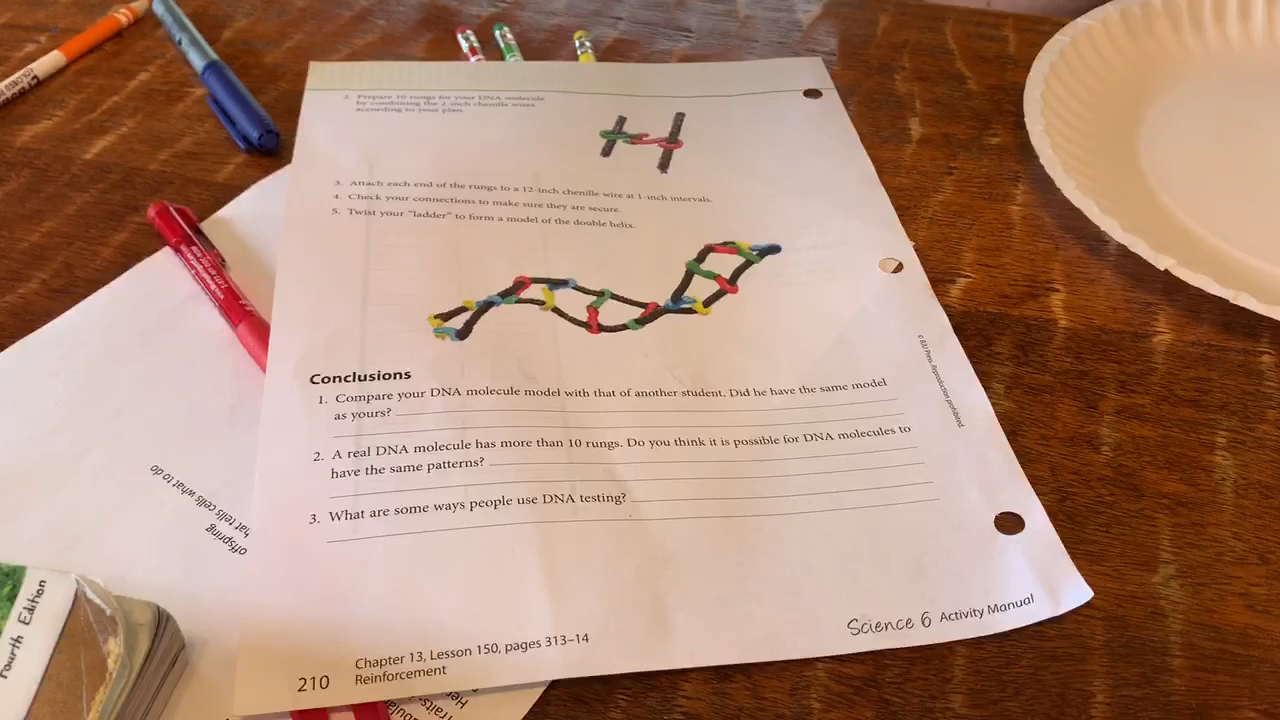 2. Prepare 10 rungs for your DNA molecule
by combining the 2-inch chenille wires
according to your plan.
3. Attach each end of the rungs to a 12-inch chenille wire at 1-inch intervals.
4. Check your connections to make sure they are secure.
5. Twist your "ladder" to form a model of the double helix.
Conclusions
1. Compare your DNA molecule model with that of another student. Did he have the same model
as yours?
2. A real DNA molecule has more than 10 rungs. Do you think it is possible for DNA molecules to
have the same patterns?
3. What are some ways people use DNA testing?
© BJU Press. Reproduction prohibited.
210
Chapter 13, Lesson 150, pages 313–14
Reinforcement
Science 6 Activity Manual
hat tells cells what to do
offspring
Fourth Edition